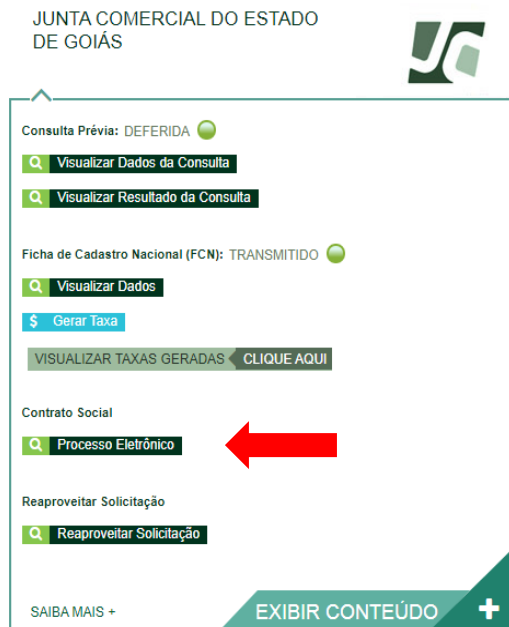 JUNTA COMERCIAL DO ESTADO
DE GOIÁS
Consulta Prévia: DEFERIDA
Visualizar Dados da Consulta
Visualizar Resultado da Consulta
Ficha de Cadastro Nacional (FCN): TRANSMITIDO
Visualizar Dados
$ Gerar Taxa
VISUALIZAR TAXAS GERADAS CLIQUE AQUI
Contrato Social
Processo Eletrônico
Reaproveitar Solicitação
Reaproveitar Solicitação
SAIBA MAIS +
EXIBIR CONTEÚDO +